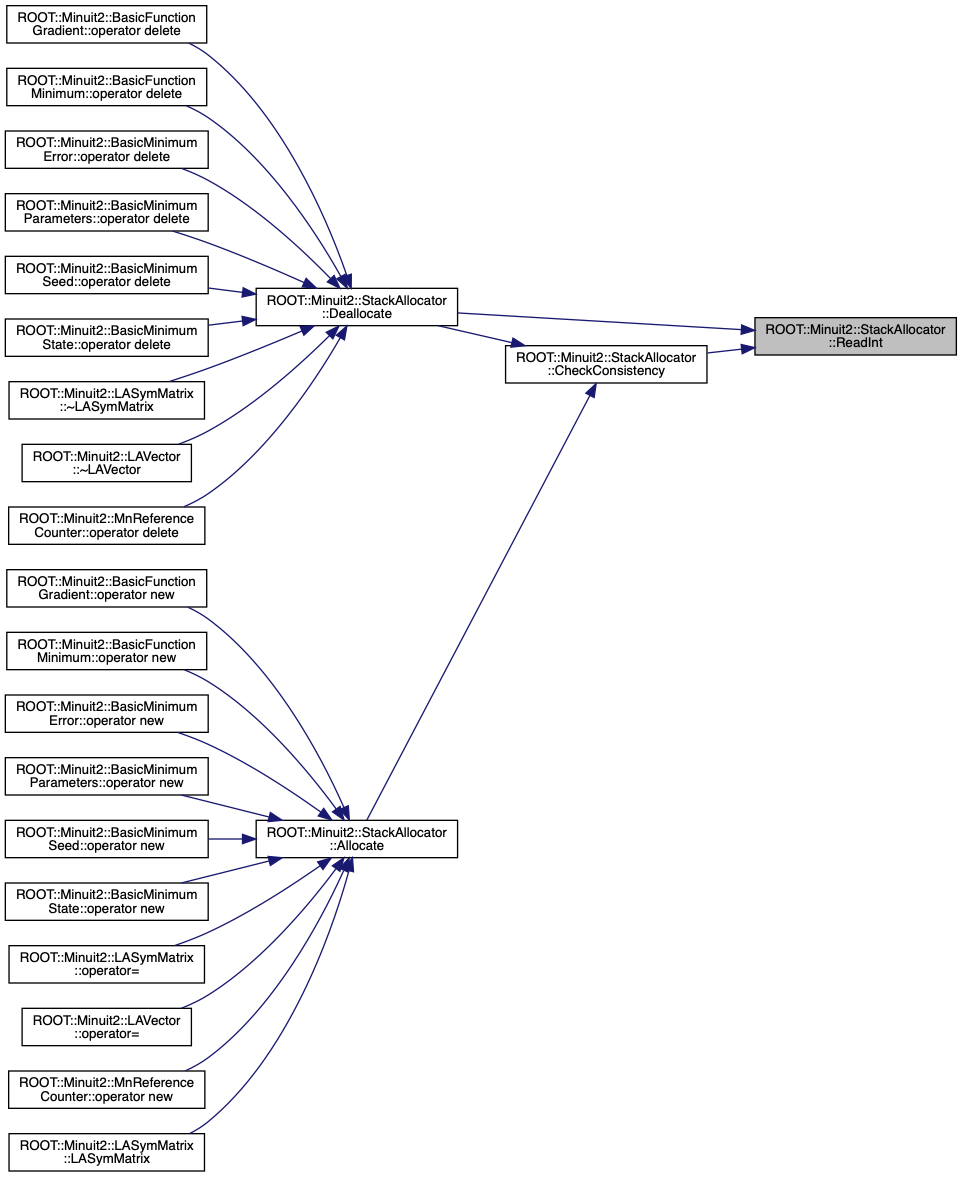 ROOT::Minuit2::BasicFunction
Gradient::operator delete
ROOT::Minuit2::BasicFunction
Minimum::operator delete
ROOT::Minuit2::BasicMinimum
Error::operator delete
ROOT::Minuit2::BasicMinimum
Parameters::operator delete
ROOT::Minuit2::BasicMinimum
Seed::operator delete
ROOT::Minuit2::BasicMinimum
State::operator delete
ROOT::Minuit2::LASymMatrix
::~LASymMatrix
ROOT::Minuit2::LAVector
::~LAVector
ROOT::Minuit2::MnReference
Counter::operator delete
ROOT::Minuit2::StackAllocator
::Deallocate
ROOT::Minuit2::StackAllocator
::CheckConsistency
ROOT::Minuit2::StackAllocator
::ReadInt
ROOT::Minuit2::BasicFunction
Gradient::operator new
ROOT::Minuit2::BasicFunction
Minimum::operator new
ROOT::Minuit2::BasicMinimum
Error::operator new
ROOT::Minuit2::BasicMinimum
Parameters::operator new
ROOT::Minuit2::BasicMinimum
Seed::operator new
ROOT::Minuit2::BasicMinimum
State::operator new
ROOT::Minuit2::LASymMatrix
::operator=
ROOT::Minuit2::LAVector
::operator=
ROOT::Minuit2::MnReference
Counter::operator new
ROOT::Minuit2::LASymMatrix
::LASymMatrix
ROOT::Minuit2::StackAllocator
::Allocate